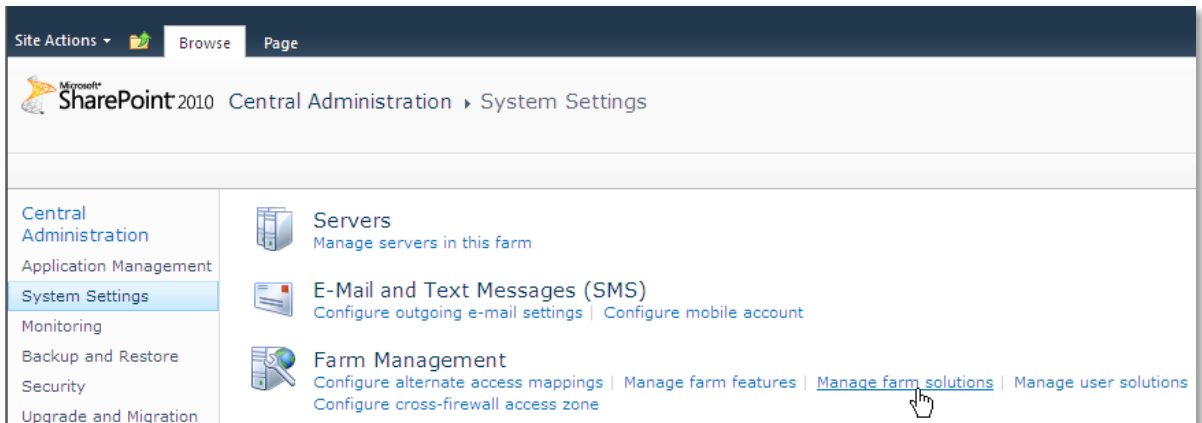 Site Actions Browse Page
Microsoft
SharePoint 2010 Central Administration System Settings
Central
Administration
Application Management
System Settings
Monitoring
Backup and Restore
Security
Upgrade and Migration
Servers
Manage servers in this farm
E-Mail and Text Messages (SMS)
Configure outgoing e-mail settings | Configure mobile account
Farm Management
Configure alternate access mappings | Manage farm features | Manage farm solutions | Manage user solutions
Configure cross-firewall access zone